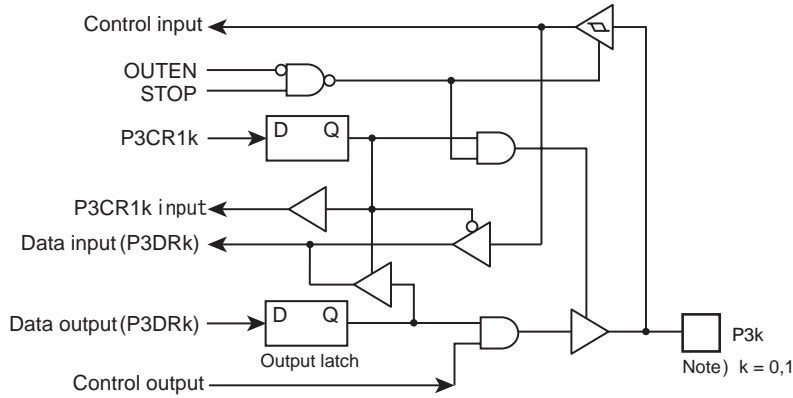 Control input
OUTEN
STOP
P3CR1k
D Q
P3CR1k input
Data input (P3DRk)
Data output (P3DRk)
D Q
Output latch
Control output
P3k
Note) k = 0,1